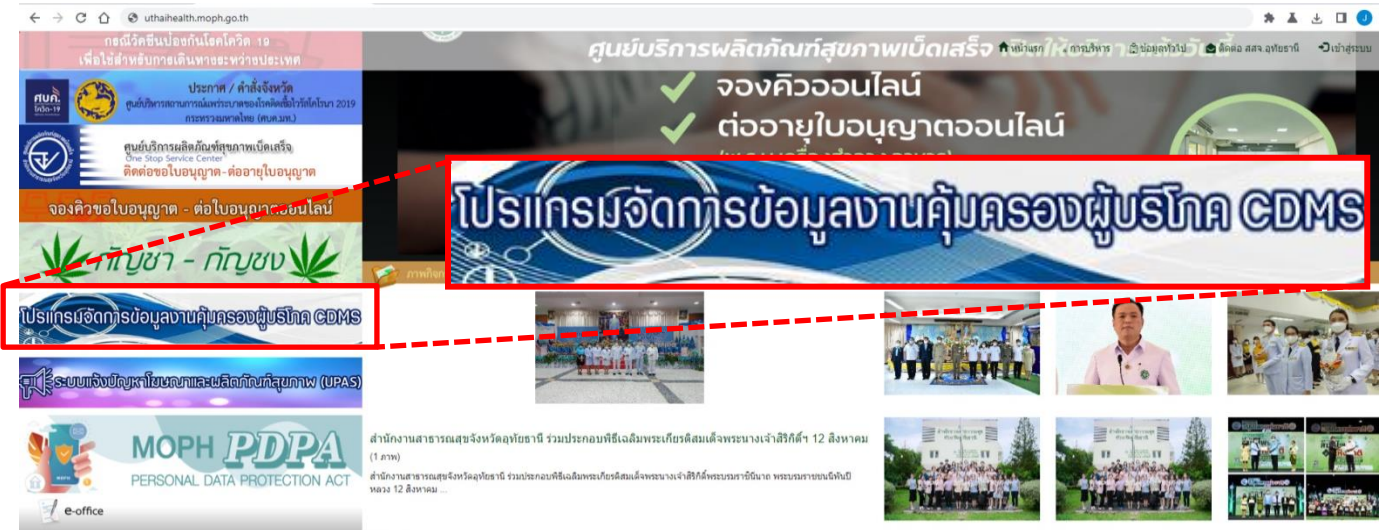 uthaihealth.moph.go.th
J
กรณีวัคซีนป้องกันโรคโควิด 19
เพื่อใช้สำหรับการเดินทางระหว่างประเทศ
ศบค.
โควิด-19
ประกาศ / คำสั่งจังหวัด
ศูนย์บริหารสถานการณ์แพร่ระบาดของโรคติดเชื้อไวรัสโคโรนา 2019
กระทรวงมหาดไทย (ศบค.มท.)
ศูนย์บริการผลิตภัณฑ์สุขภาพเบ็ดเสร็จ
One Stop Service Center
ติดต่อขอใบอนุญาต-ต่ออายุใบอนุญาต
จองคิวขอใบอนุญาต - ต่อใบอนุญาตออนไลน์
กัญชา - กัญชง
โปรแกรมจัดการข้อมูลงานคุ้มครองผู้บริโภค CDMS
ระบบแจ้งปัญหาโฆษณาและผลิตภัณฑ์สุขภาพ (UPAS)
MOPH PDPA
PERSONAL DATA PROTECTION ACT
e-office
ศูนย์บริการผลิตภัณฑ์สุขภาพเบ็ดเสร็จ
หน้าแรก การบริหาร ข้อมูลทั่วไป ติดต่อ สสจ.อุทัยธานี เข้าสู่ระบบ
จองคิวออนไลน์
ต่ออายุใบอนุญาตออนไลน์
โปรแกรมจัดการข้อมูลงานคุ้มครองผู้บริโภค CDMS
สำนักงานสาธารณสุขจังหวัดอุทัยธานี ร่วมประกอบพิธีเฉลิมพระเกียรติสมเด็จพระนางเจ้าสิริกิติ์ฯ 12 สิงหาคม
(1 ภาพ)
สำนักงานสาธารณสุขจังหวัดอุทัยธานี ร่วมประกอบพิธีเฉลิมพระเกียรติสมเด็จพระนางเจ้าสิริกิติ์พระบรมราชินีนาถ พระบรมราชชนนีพันปี
หลวง 12 สิงหาคม ...